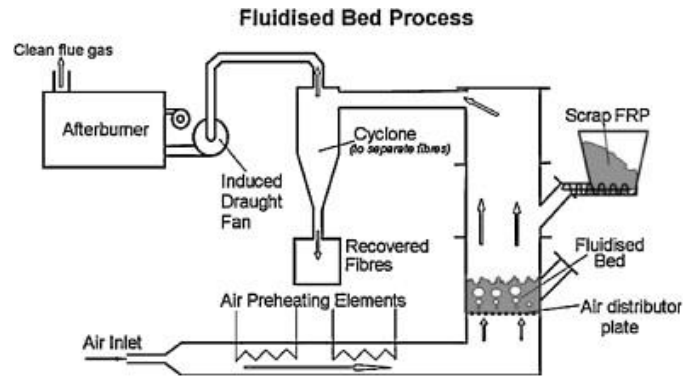 Fluidised Bed Process
Clean flue gas
Afterburner
Scrap FRP
Cyclone
(to separate fibres)
Induced
Draught
Fan
Recovered
Fibres
Fluidised
Bed
Air Preheating Elements
Air distributor
plate
Air Inlet